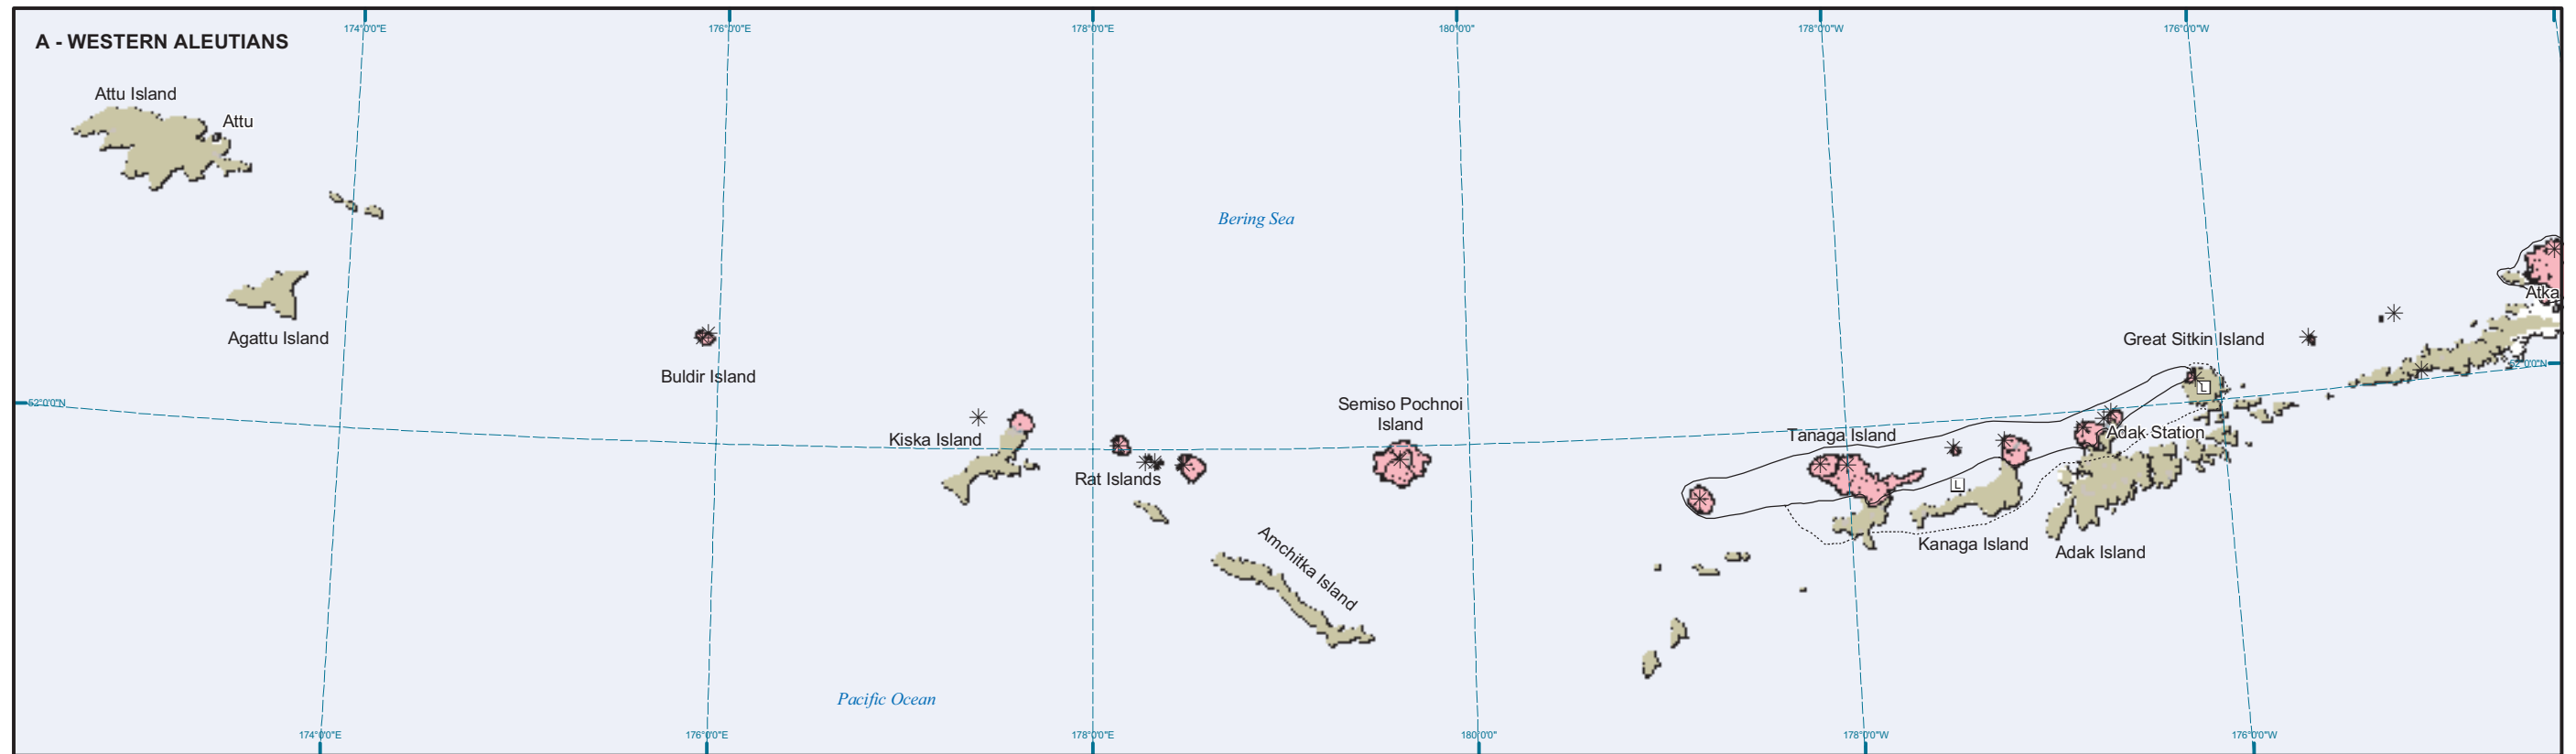 174°0'0"E
176°0'0"E
178°0'0"E
180°0'0"
178°0'0"W
176°0'0"W
A - WESTERN ALEUTIANS
Attu Island
Attu
Bering Sea
Atka
Agattu Island
Great Sitkin Island
52°0'0"N
Buldir Island
L
52°0'0"N
Semiso Pochnoi
Island
Kiska Island
Tanaga Island
Adak Station
Rat Islands
L
Amchitka Island
Kanaga Island
Adak Island
Pacific Ocean
174°0'0"E
176°0'0"E
178°0'0"E
180°0'0"
178°0'0"W
176°0'0"W